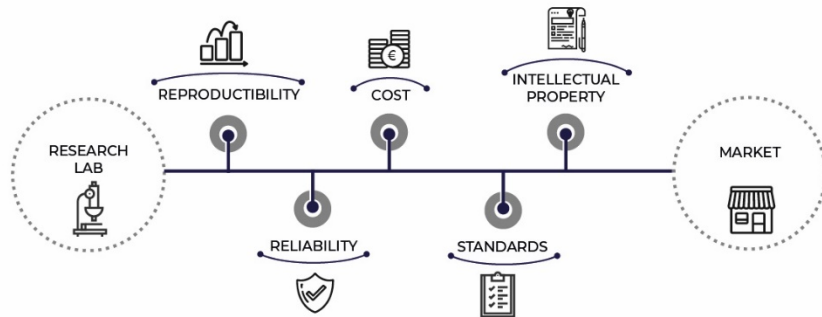 REPRODUCTIBILITY
COST
INTELLECTUAL
PROPERTY
RESEARCH
LAB
MARKET
RELIABILITY
STANDARDS